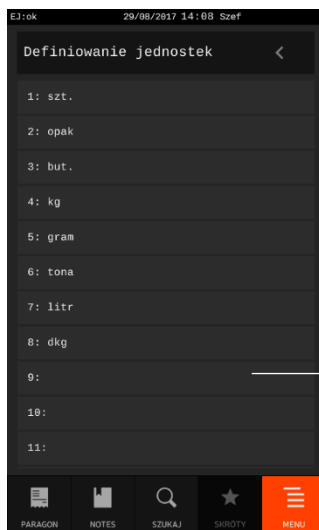 EJ:ok 29/08/2017 14:08 Szef
Definiowanie jednostek
1: szt.
2: opak
3: but.
4: kg
5: gram
6: tona
7: litr
8: dkg
9:
10:
11:
PARAGON NOTES SZUKAJ SKRÓTY MENU